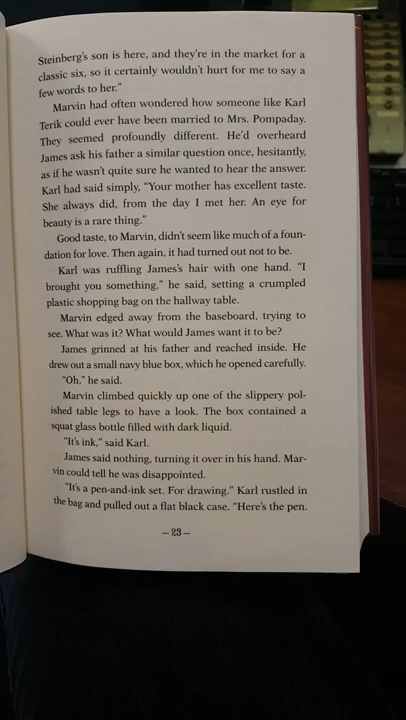 Steinberg's son is here, and they're in the market for a
classic six, so it certainly wouldn't hurt for me to say a
few words to her."
Marvin had often wondered how someone like Karl
Terik could ever have been married to Mrs. Pompaday.
They seemed profoundly different. He'd overheard
James ask his father a similar question once, hesitantly,
as if he wasn't quite sure he wanted to hear the answer.
Karl had said simply, "Your mother has excellent taste.
She always did, from the day I met her. An eye for
beauty is a rare thing."
Good taste, to Marvin, didn't seem like much of a foun-
dation for love. Then again, it had turned out not to be.
Karl was ruffling James's hair with one hand. "I
brought you something," he said, setting a crumpled
plastic shopping bag on the hallway table.
Marvin edged away from the baseboard, trying to
see. What was it? What would James want it to be?
James grinned at his father and reached inside. He
drew out a small navy blue box, which he opened carefully.
"Oh," he said.
Marvin climbed quickly up one of the slippery pol-
ished table legs to have a look. The box contained a
squat glass bottle filled with dark liquid.
"It's ink," said Karl.
James said nothing, turning it over in his hand. Mar-
vin could tell he was disappointed.
"It's a pen-and-ink set. For drawing." Karl rustled in
the bag and pulled out a flat black case. "Here's the pen.
– 23 –